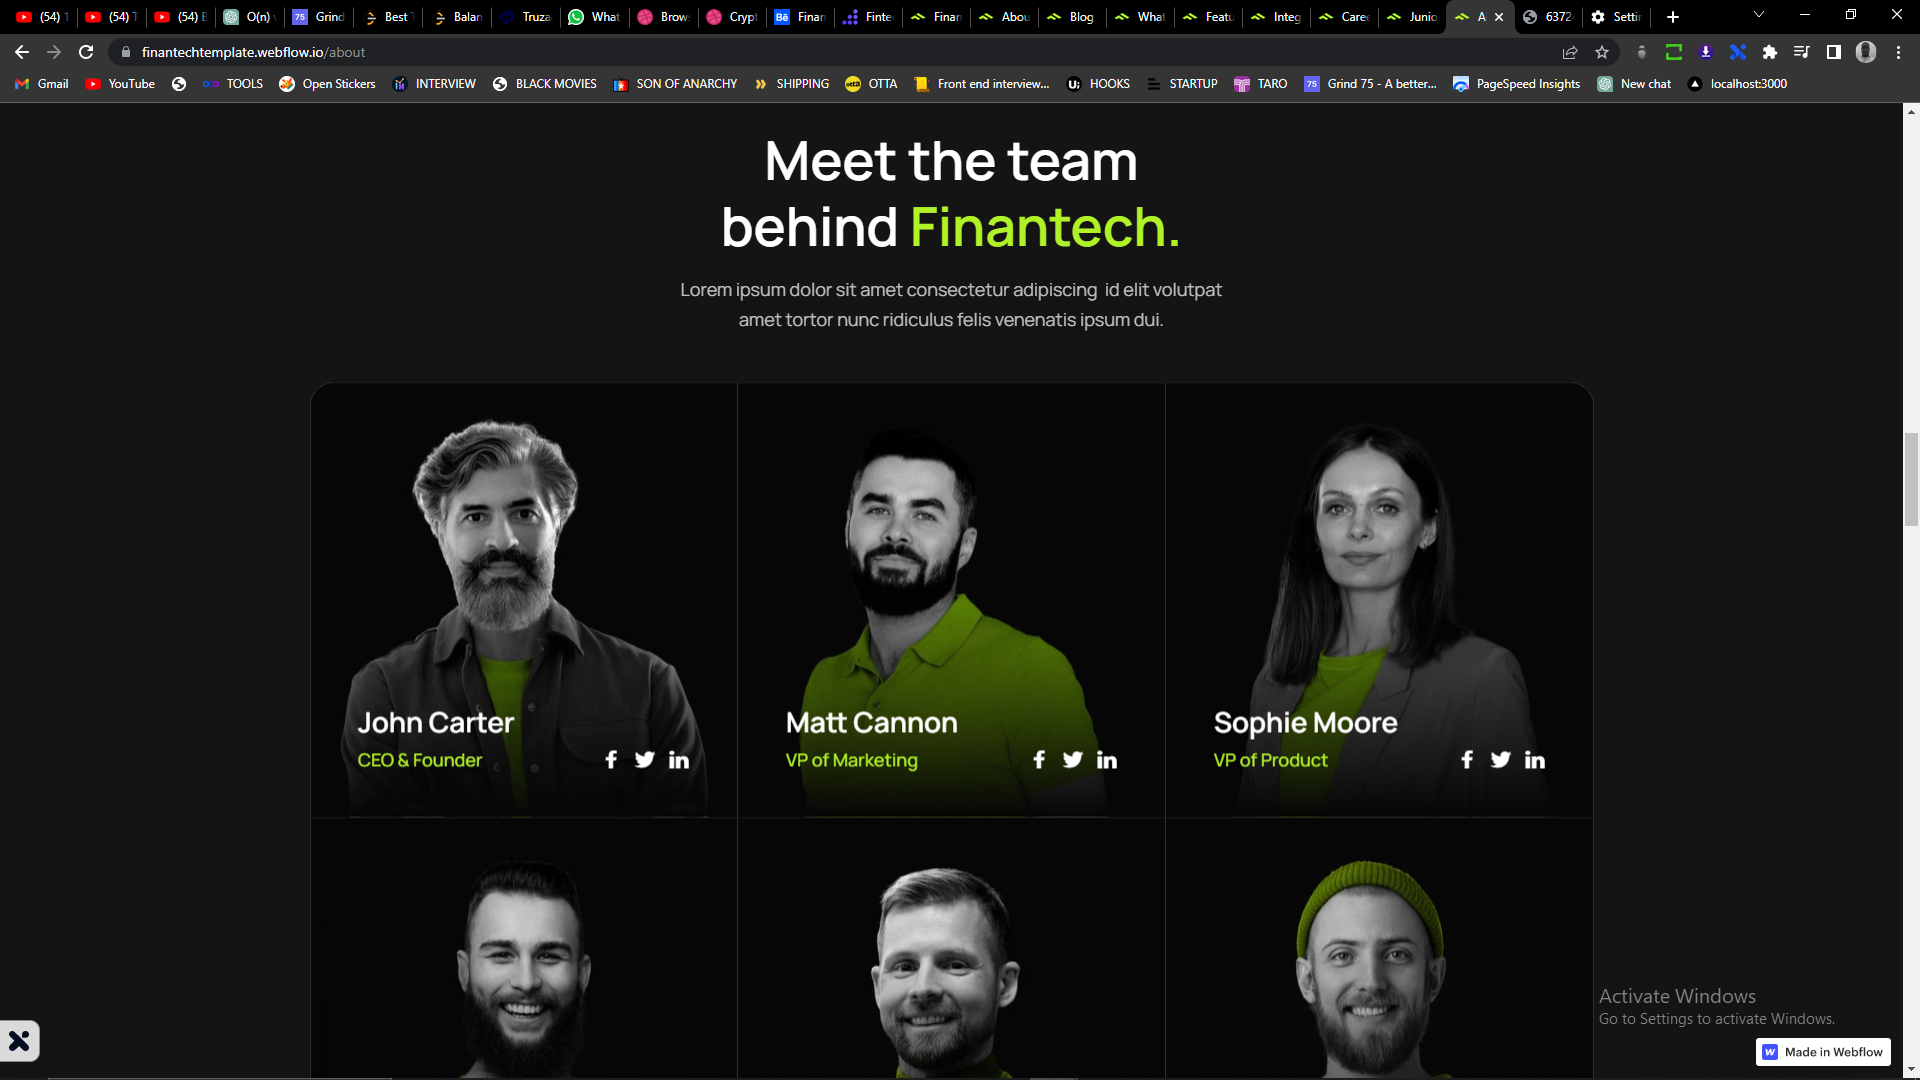 (54) T
(54) T
(54) E
O(n) v
Grind
Best T
Balan
Truza
What
Brow
Crypt
Finan
Finte
Finan
Abou
Blog
What
Featu
Integ
Caree
Junio
A
6372
Settin
finantechtemplate.webflow.io/about
Gmail
YouTube
TOOLS
Open Stickers
INTERVIEW
BLACK MOVIES
SON OF ANARCHY
SHIPPING
OTTA
Front end interview...
HOOKS
STARTUP
TARO
Grind 75 - A better...
PageSpeed Insights
New chat
localhost:3000
Meet the team
behind Finantech.
Lorem ipsum dolor sit amet consectetur adipiscing id elit volutpat
amet tortor nunc ridiculus felis venenatis ipsum dui.
John Carter
CEO & Founder
Matt Cannon
VP of Marketing
Sophie Moore
VP of Product
Activate Windows
Go to Settings to activate Windows.
Made in Webflow